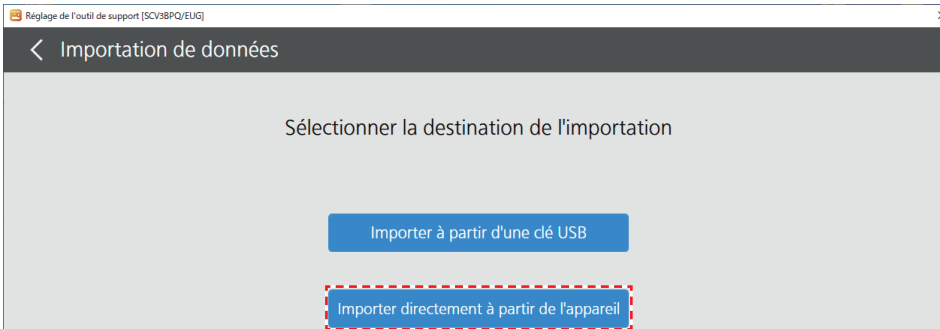 Réglage de l'outil de support [SCV3BPQ/EUG]
Importation de données
Sélectionner la destination de l'importation
Importer à partir d'une clé USB
Importer directement à partir de l'appareil